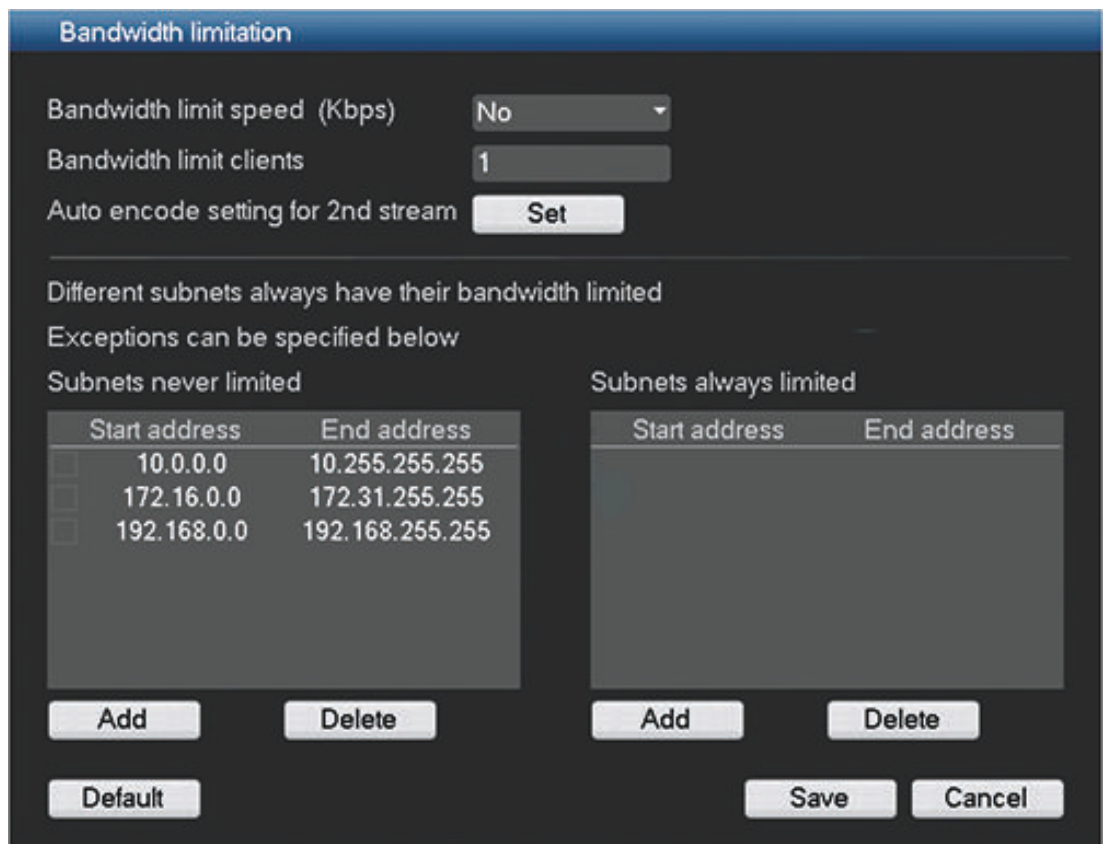 Bandwidth limitation
Bandwidth limit speed (Kbps) No
Bandwidth limit clients 1
Auto encode setting for 2nd stream Set
Different subnets always have their bandwidth limited
Exceptions can be specified below
Subnets never limited Subnets always limited
Start address End address Start address End address
10.0.0.0 10.255.255.255
172.16.0.0 172.31.255.255
192.168.0.0 192.168.255.255
Add Delete Add Delete
Default Save Cancel